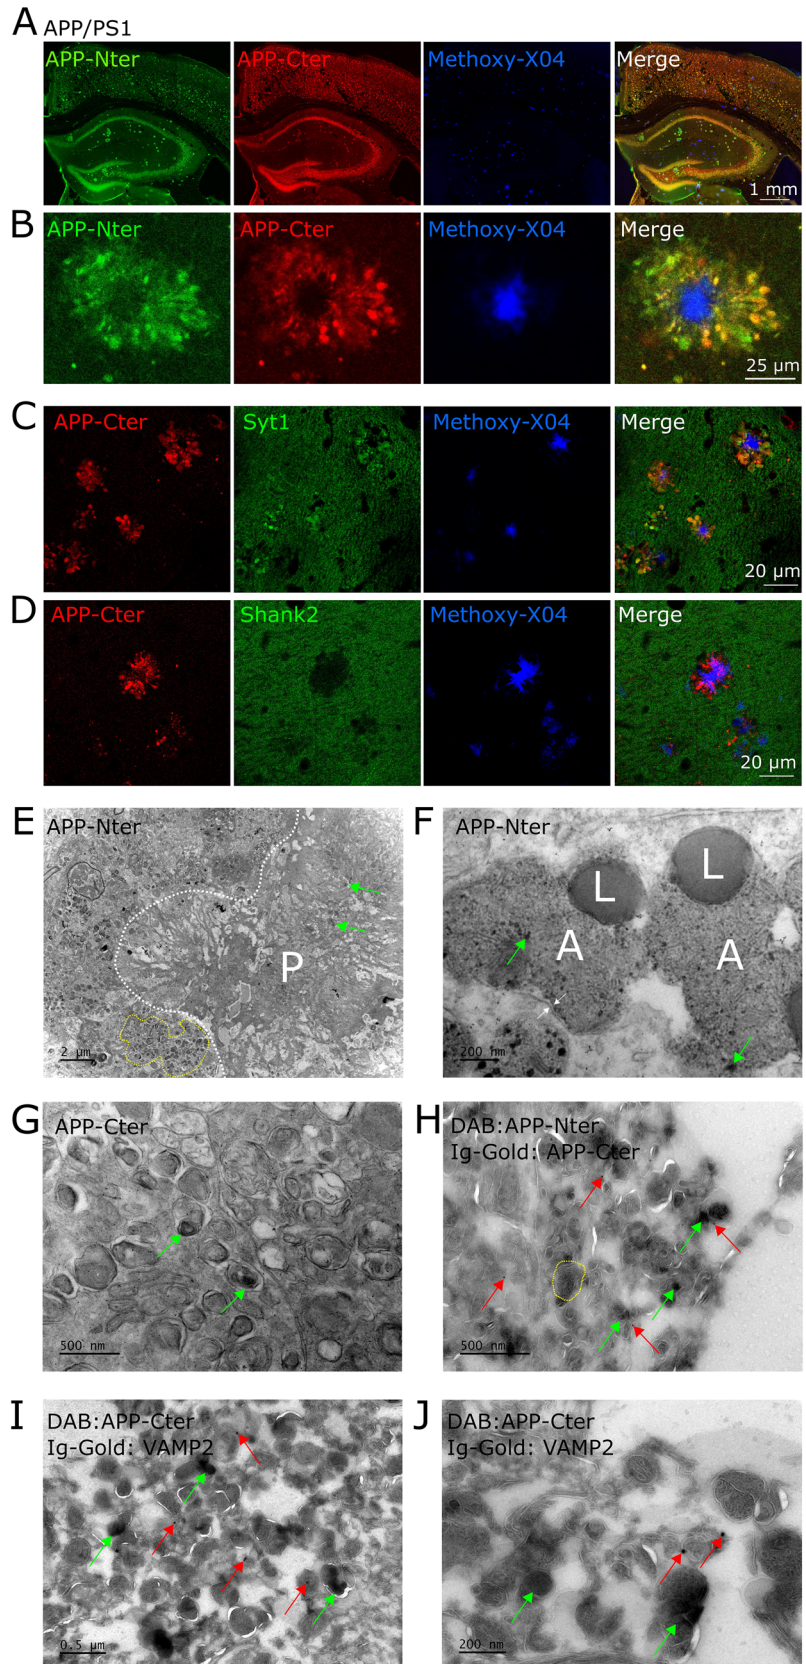 A APP/PS1
APP-Nter APP-Cter Methoxy-X04 Merge
1 mm
B APP-Nter APP-Cter Methoxy-X04 Merge
25 µm
C APP-Cter Syt1 Methoxy-X04 Merge
20 µm
D APP-Cter Shank2 Methoxy-X04 Merge
20 µm
E APP-Nter
P
2 µm
F APP-Nter
L L
A A
200 nm
G APP-Cter
500 nm
H DAB:APP-Nter
Ig-Gold: APP-Cter
500 nm
I DAB:APP-Cter
Ig-Gold: VAMP2
0.5 µm
J DAB:APP-Cter
Ig-Gold: VAMP2
200 nm